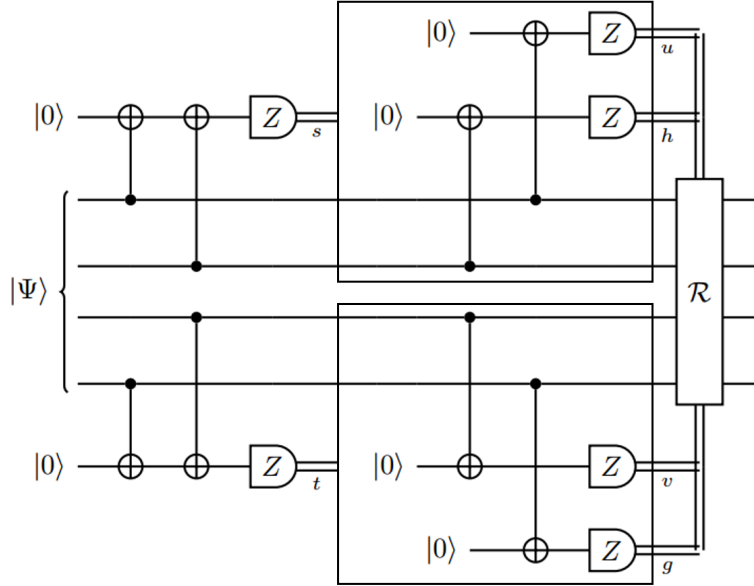 |0⟩ Z u
|0⟩ Z s |0⟩ Z h
|Ψ⟩ R
|0⟩ Z t |0⟩ Z v
|0⟩ Z g